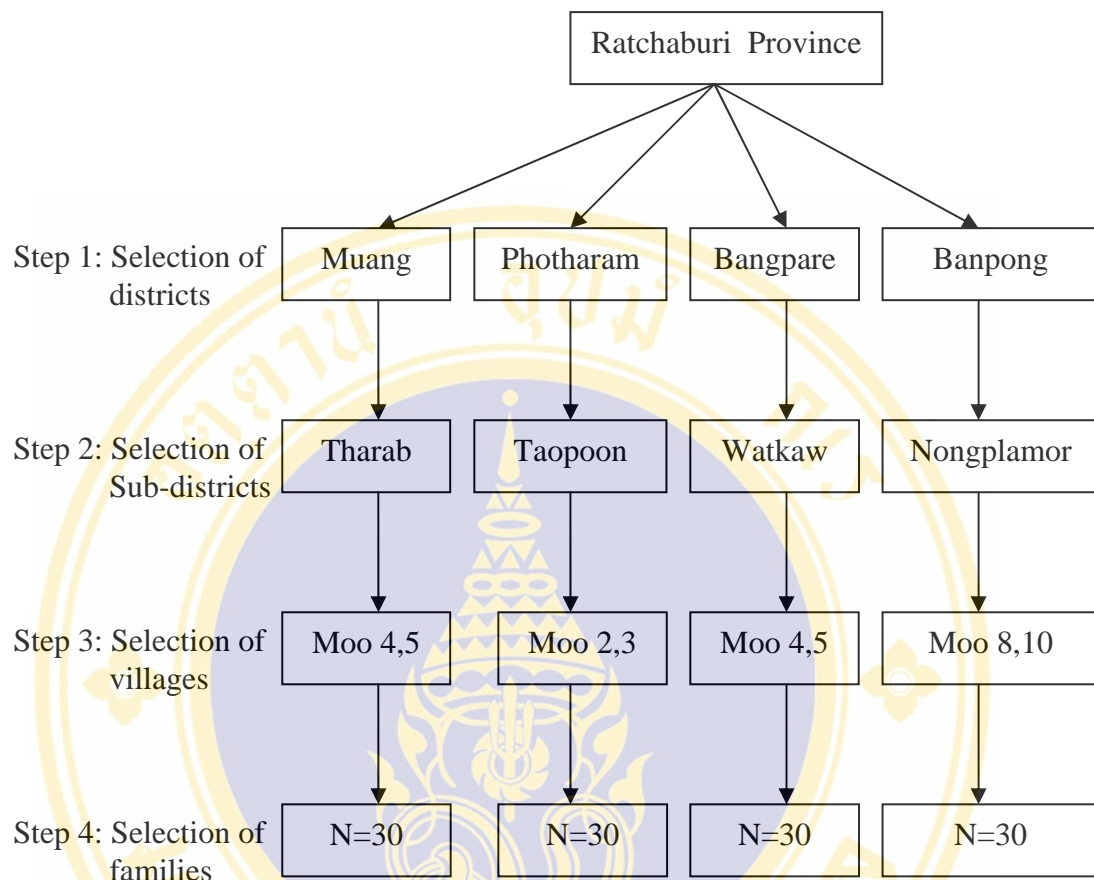 Ratchaburi Province
Step 1: Selection of
districts
Muang
Photharam
Bangpare
Banpong
Step 2: Selection of
Sub-districts
Tharab
Taopoon
Watkaw
Nongplamor
Step 3: Selection of
villages
Moo 4,5
Moo 2,3
Moo 4,5
Moo 8,10
Step 4: Selection of
families
N=30
N=30
N=30
N=30